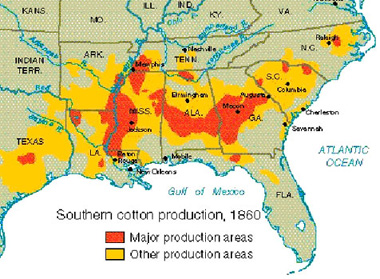 KANS.
MO.
ILL.
IND.
KY.
VA.
Raleigh
N.C.
INDIAN
TERR.
ARK.
Memphis
TENN.
Nashville
S.C.
Columbia
Birmingham
Augusta
Charleston
MISS.
ALA.
Macon
GA.
Jackson
Savannah
TEXAS
LA.
Baton
Rouge
Mobile
New Orleans
ATLANTIC
OCEAN
Gulf of Mexico
FLA.
Southern cotton production, 1860
Major production areas
Other production areas